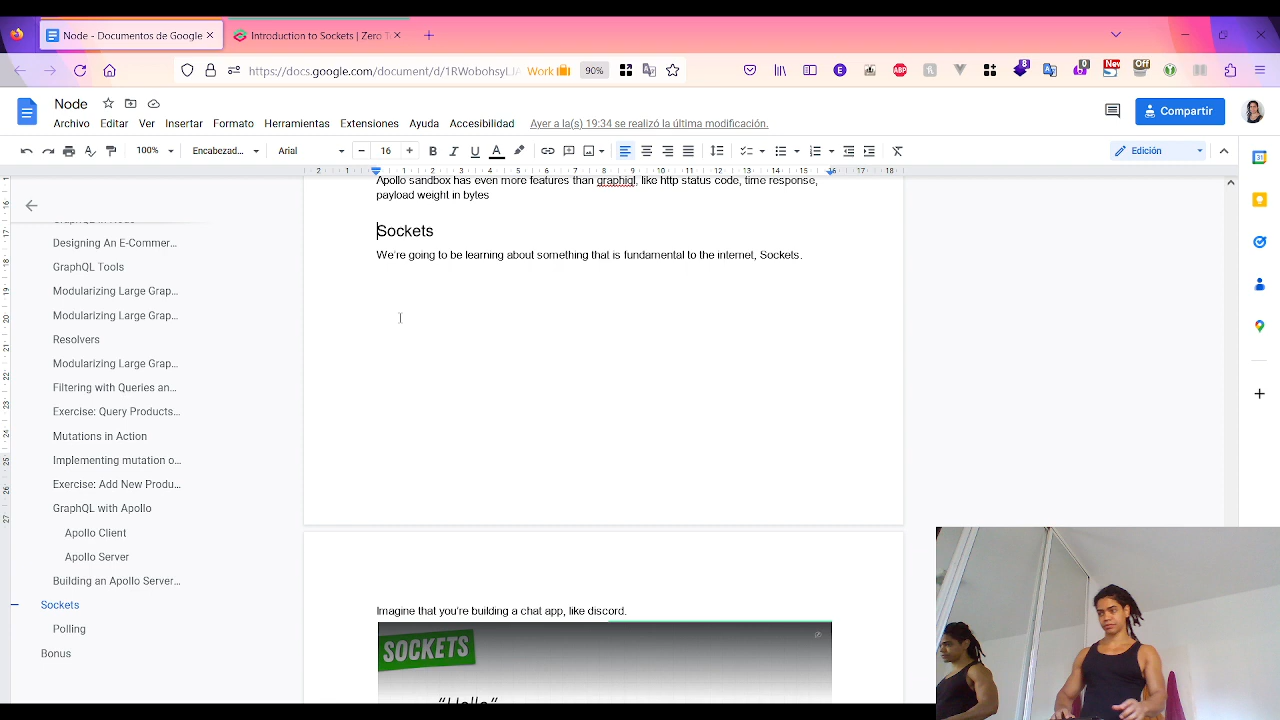 Node - Documentos de Google
Introduction to Sockets | Zero T
https://docs.google.com/document/d/1RWobohsyL
Work
90%
Node
Archivo Editar Ver Insertar Formato Herramientas Extensiones Ayuda Accesibilidad
Ayer a la(s) 19:34 se realizó la última modificación.
Compartir
100%
Encabezad...
Arial
16
Edición
Apollo sandbox has even more features than graphiql, like http status code, time response,
payload weight in bytes
Sockets
We're going to be learning about something that is fundamental to the internet, Sockets.
Designing An E-Commer...
GraphQL Tools
Modularizing Large Grap...
Modularizing Large Grap...
Resolvers
Modularizing Large Grap...
Filtering with Queries an...
Exercise: Query Products...
Mutations in Action
Implementing mutation o...
Exercise: Add New Produ...
GraphQL with Apollo
Apollo Client
Apollo Server
Building an Apollo Server...
Sockets
Polling
Bonus
Imagine that you're building a chat app, like discord.
SOCKETS
"Hello"